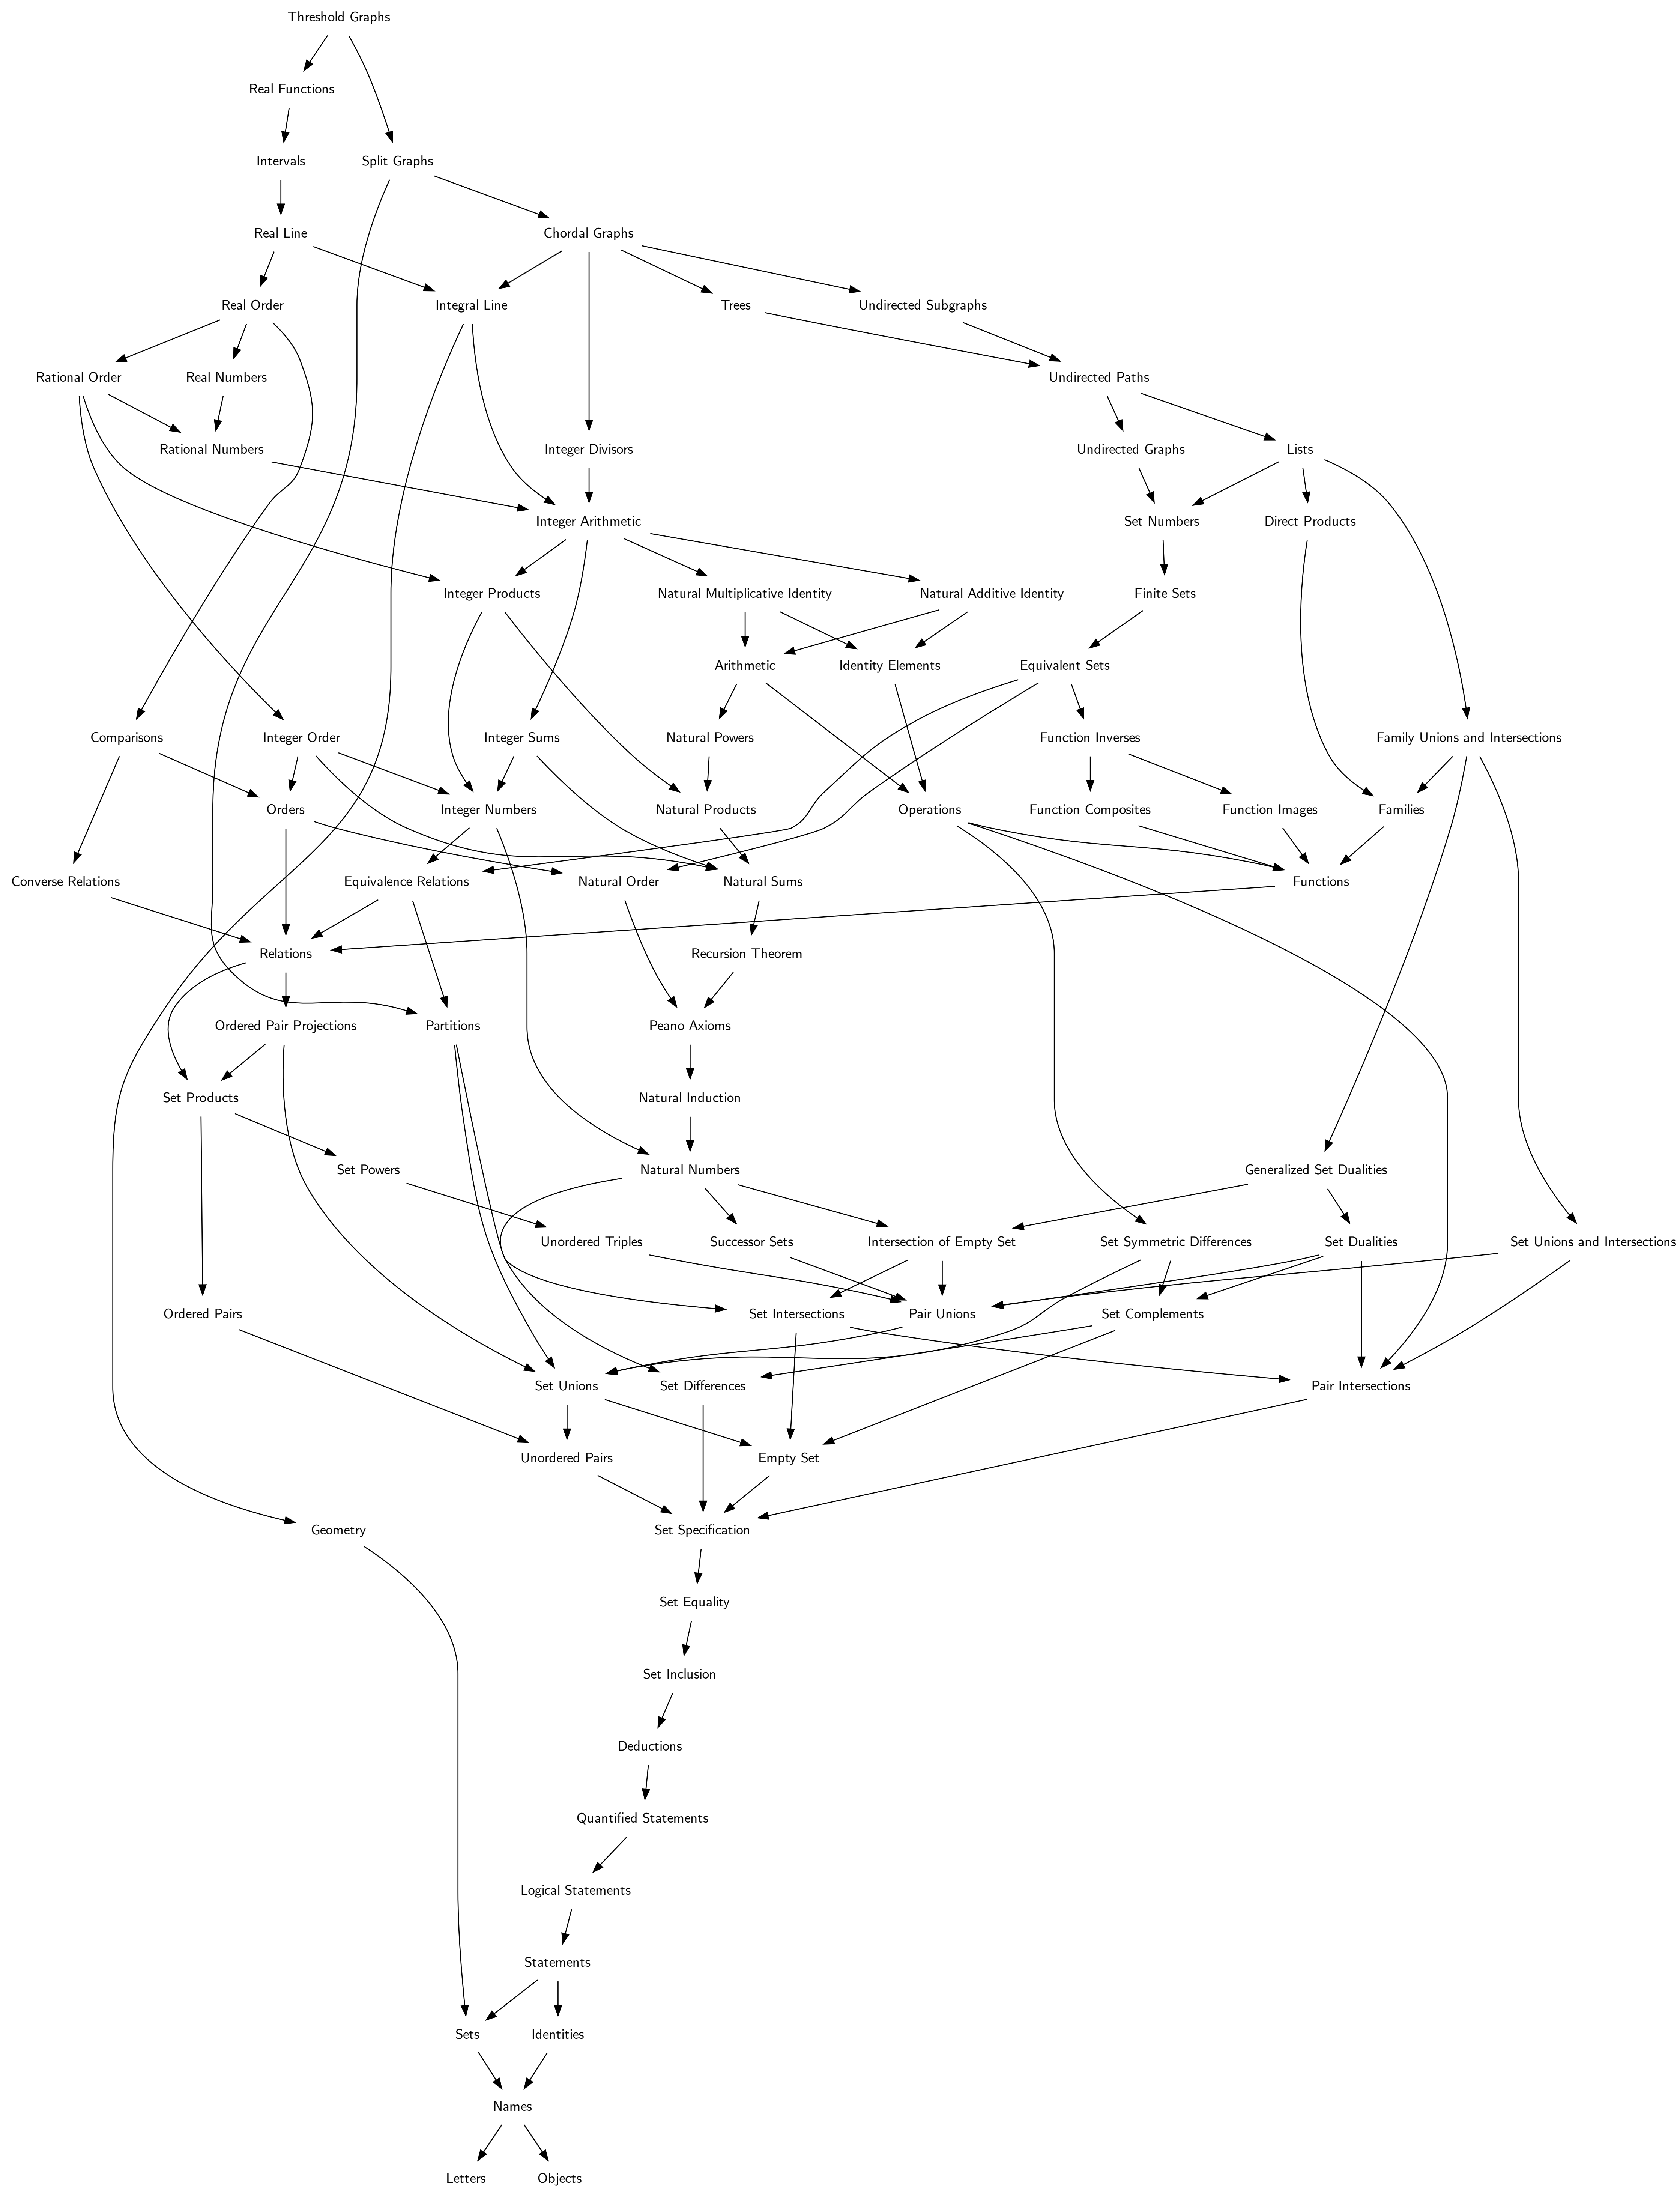 Threshold Graphs
Real Functions
Intervals
Split Graphs
Real Line
Chordal Graphs
Real Order
Integral Line
Trees
Undirected Subgraphs
Rational Order
Real Numbers
Undirected Paths
Rational Numbers
Integer Divisors
Undirected Graphs
Lists
Integer Arithmetic
Set Numbers
Direct Products
Integer Products
Natural Multiplicative Identity
Natural Additive Identity
Finite Sets
Arithmetic
Identity Elements
Equivalent Sets
Comparisons
Integer Order
Integer Sums
Natural Powers
Function Inverses
Family Unions and Intersections
Orders
Integer Numbers
Natural Products
Operations
Function Composites
Function Images
Families
Converse Relations
Equivalence Relations
Natural Order
Natural Sums
Functions
Relations
Recursion Theorem
Ordered Pair Projections
Partitions
Peano Axioms
Set Products
Natural Induction
Set Powers
Natural Numbers
Generalized Set Dualities
Unordered Triples
Successor Sets
Intersection of Empty Set
Set Symmetric Differences
Set Dualities
Set Unions and Intersections
Ordered Pairs
Set Intersections
Pair Unions
Set Complements
Set Unions
Set Differences
Pair Intersections
Unordered Pairs
Empty Set
Geometry
Set Specification
Set Equality
Set Inclusion
Deductions
Quantified Statements
Logical Statements
Statements
Sets
Identities
Names
Letters
Objects